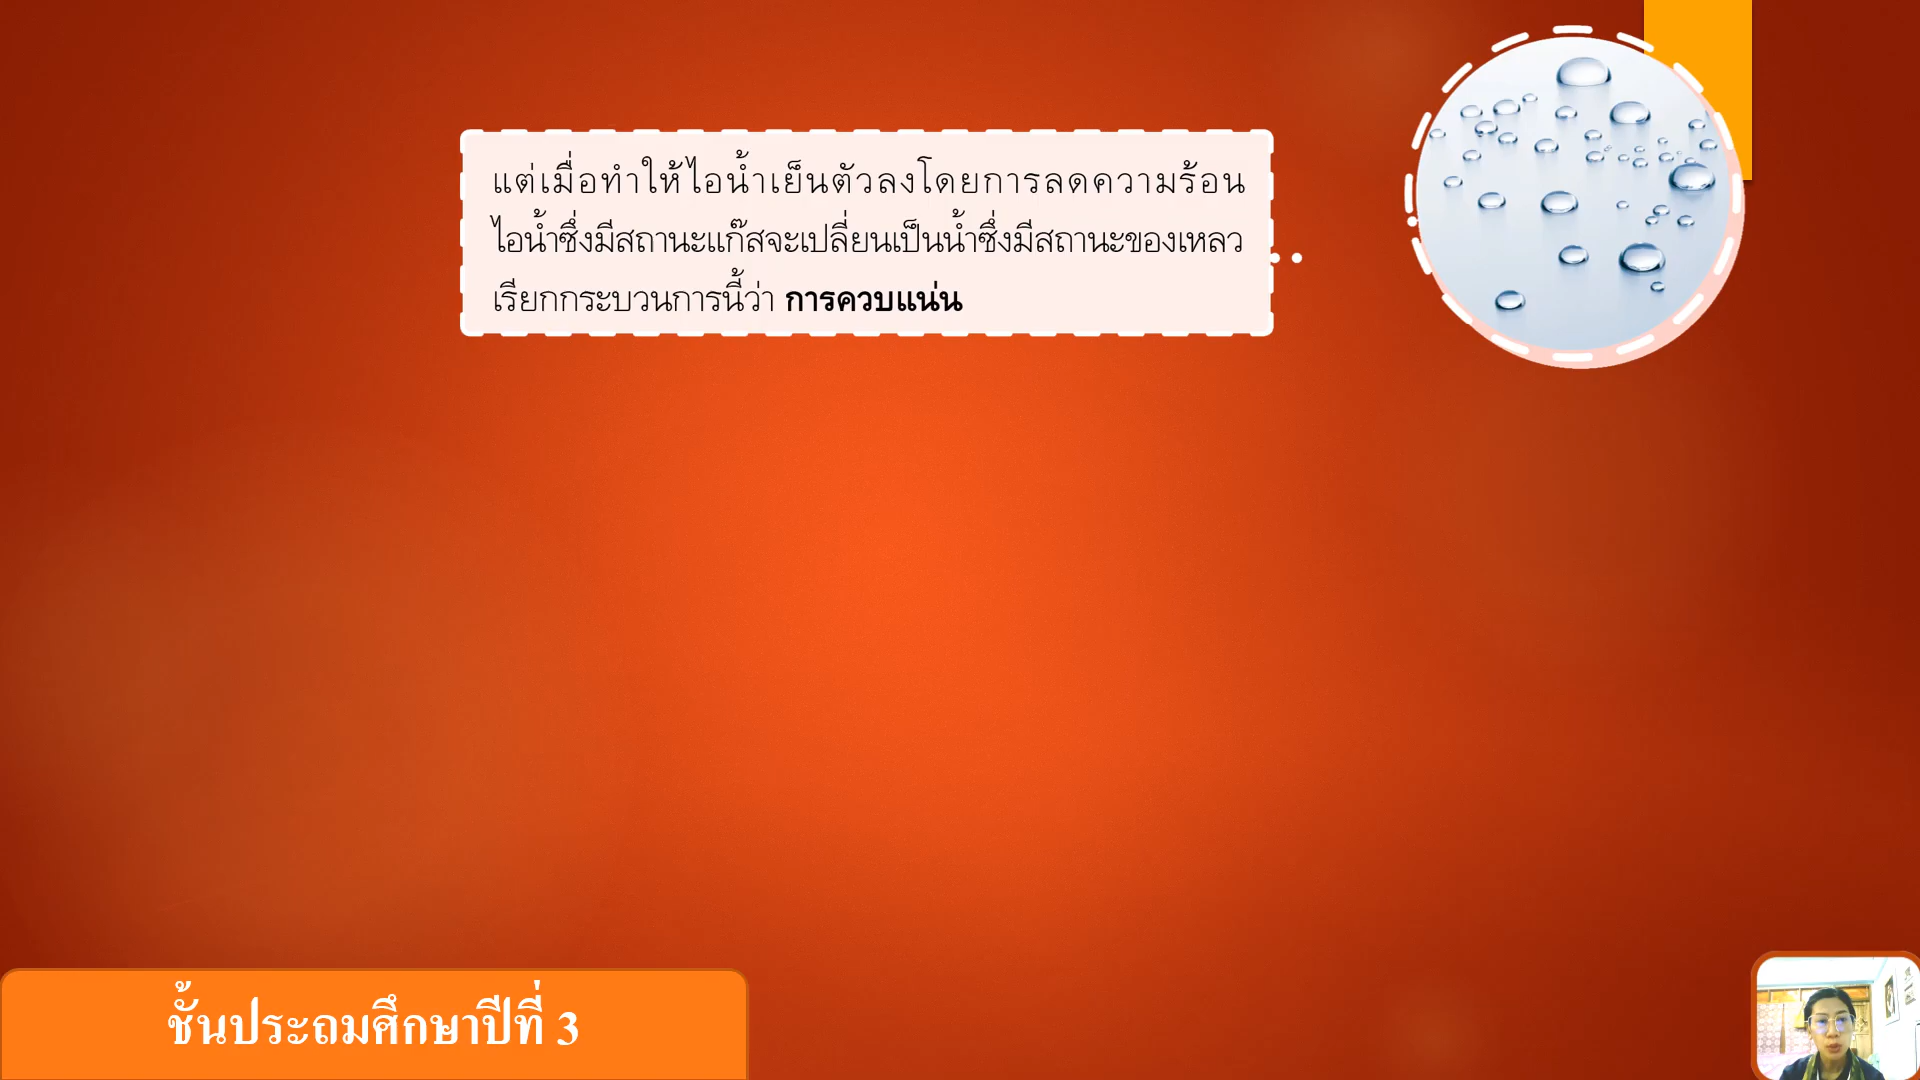 แต่เมื่อทำให้ไอน้ำเย็นตัวลงโดยการลดความร้อน
ไอน้ำซึ่งมีสถานะแก๊สจะเปลี่ยนเป็นน้ำซึ่งมีสถานะของเหลว
เรียกกระบวนการนี้ว่า การควบแน่น
ชั้นประถมศึกษาปีที่ 3